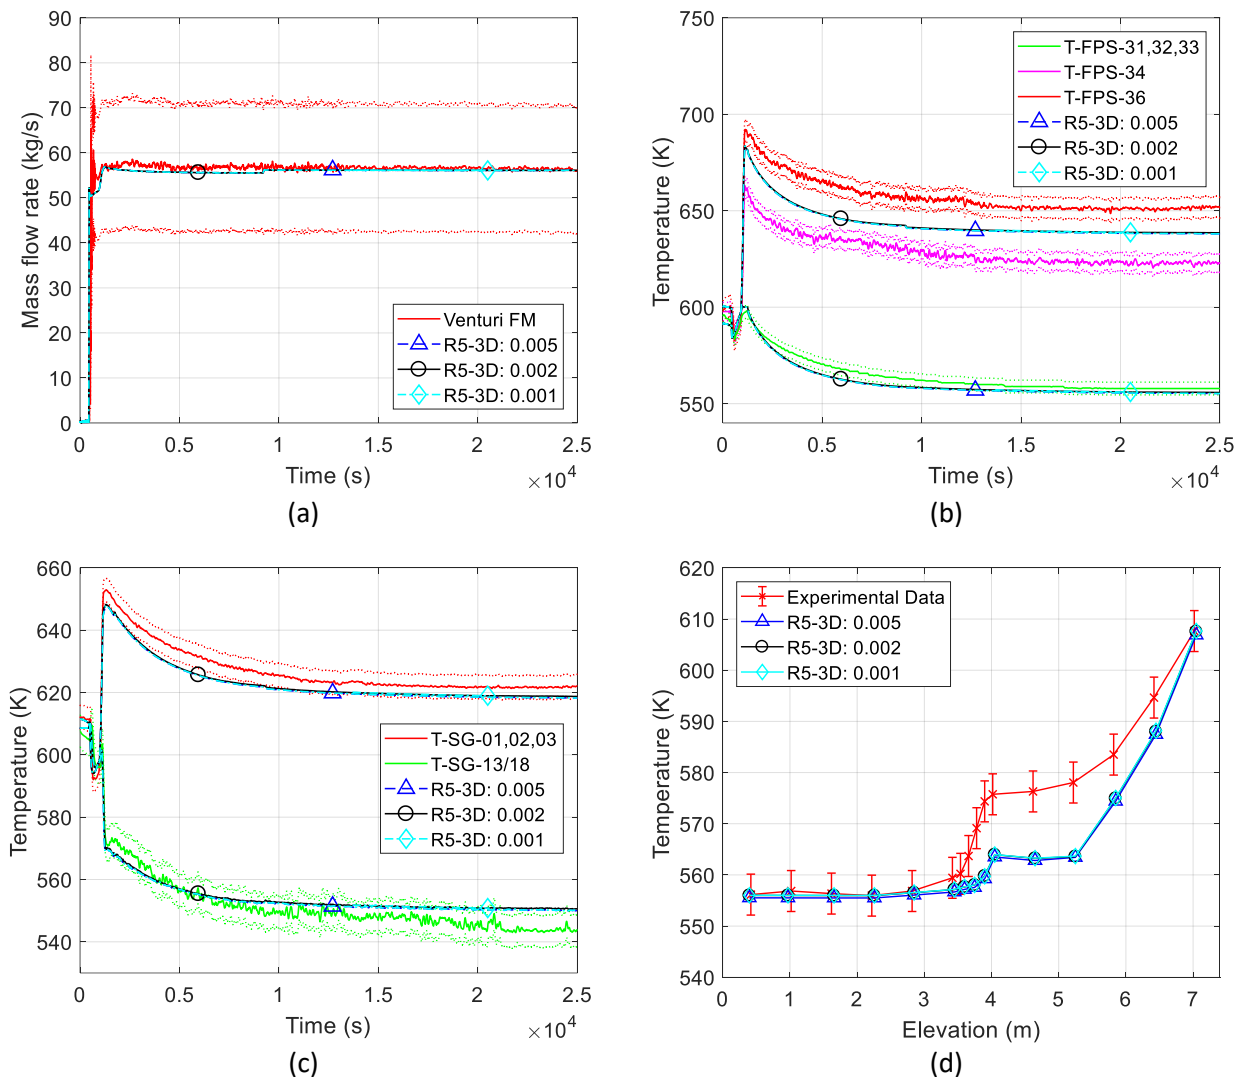 90
80
70
60
50
40
30
20
10
0
Mass flow rate (kg/s)
Venturi FM
R5-3D: 0.005
R5-3D: 0.002
R5-3D: 0.001
0 0.5 1 1.5 2 2.5
Time (s)
×10^4
(a)
750
700
650
600
550
Temperature (K)
T-FPS-31,32,33
T-FPS-34
T-FPS-36
R5-3D: 0.005
R5-3D: 0.002
R5-3D: 0.001
0 0.5 1 1.5 2 2.5
Time (s)
×10^4
(b)
660
640
620
600
580
560
540
Temperature (K)
T-SG-01,02,03
T-SG-13/18
R5-3D: 0.005
R5-3D: 0.002
R5-3D: 0.001
0 0.5 1 1.5 2 2.5
Time (s)
×10^4
(c)
620
610
600
590
580
570
560
550
540
Temperature (K)
Experimental Data
R5-3D: 0.005
R5-3D: 0.002
R5-3D: 0.001
0 1 2 3 4 5 6 7
Elevation (m)
(d)